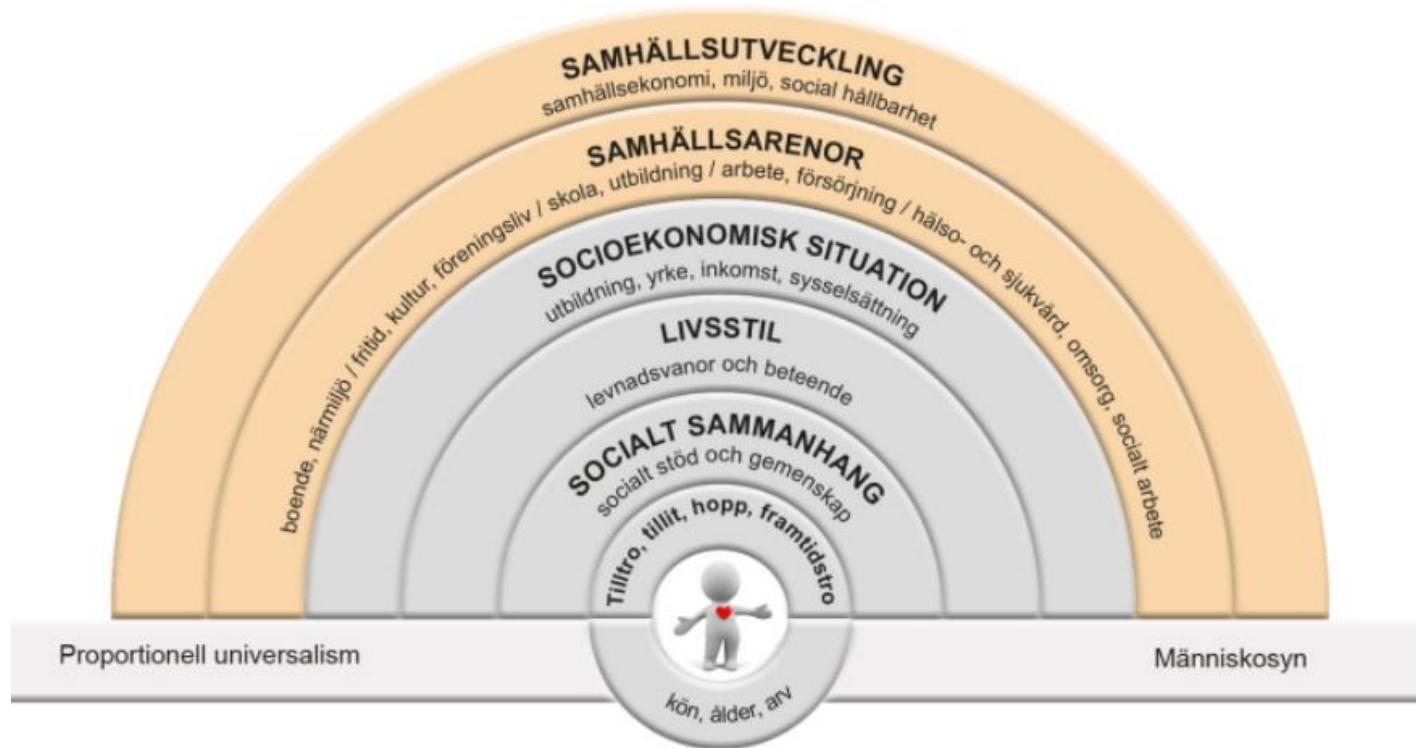 SAMHÄLLSUTVECKLING
samhällsekonomi, miljö, social hållbarhet
SAMHÄLLSARENOR
boende, närmiljö / fritid, kultur, föreningsliv / skola, utbildning / arbete, försörjning / hälso- och sjukvård, omsorg, socialt arbete
SOCIOEKONOMISK SITUATION
utbildning, yrke, inkomst, sysselsättning
LIVSSTIL
levnadsvanor och beteende
SOCIALT SAMMANHANG
socialt stöd och gemenskap
Tilltro, tillit, hopp, framtidstro
Proportionell universalism
Människosyn
kön, ålder, arv